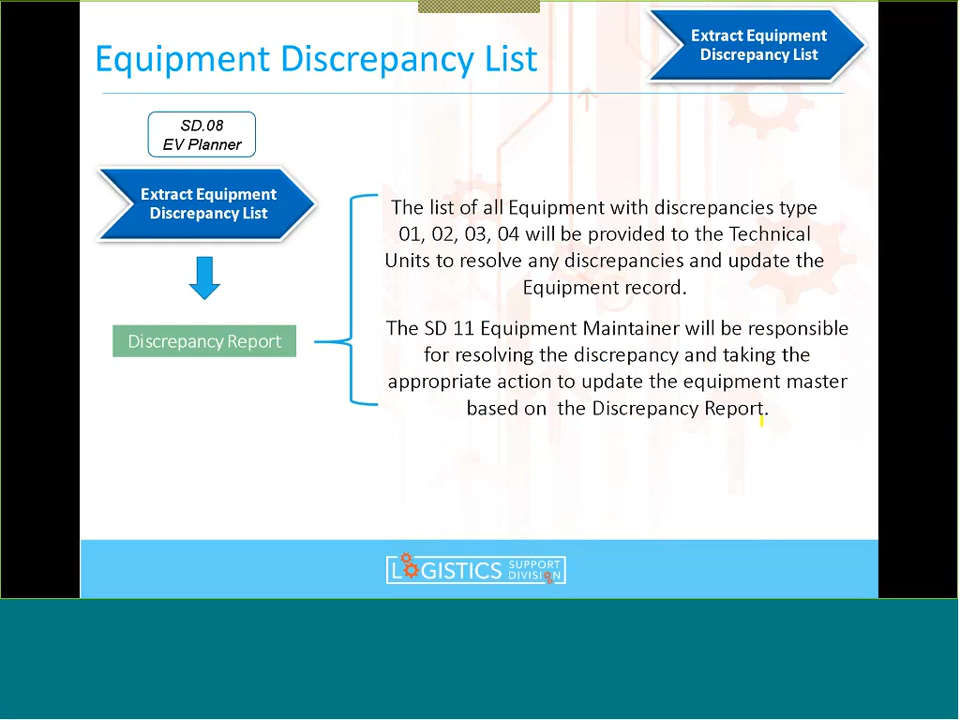 Extract Equipment
Discrepancy List
Equipment Discrepancy List
SD.08
EV Planner
Extract Equipment
Discrepancy List
Discrepancy Report
The list of all Equipment with discrepancies type
01, 02, 03, 04 will be provided to the Technical
Units to resolve any discrepancies and update the
Equipment record.
The SD 11 Equipment Maintainer will be responsible
for resolving the discrepancy and taking the
appropriate action to update the equipment master
based on the Discrepancy Report.
LOGISTICS SUPPORT
DIVISION